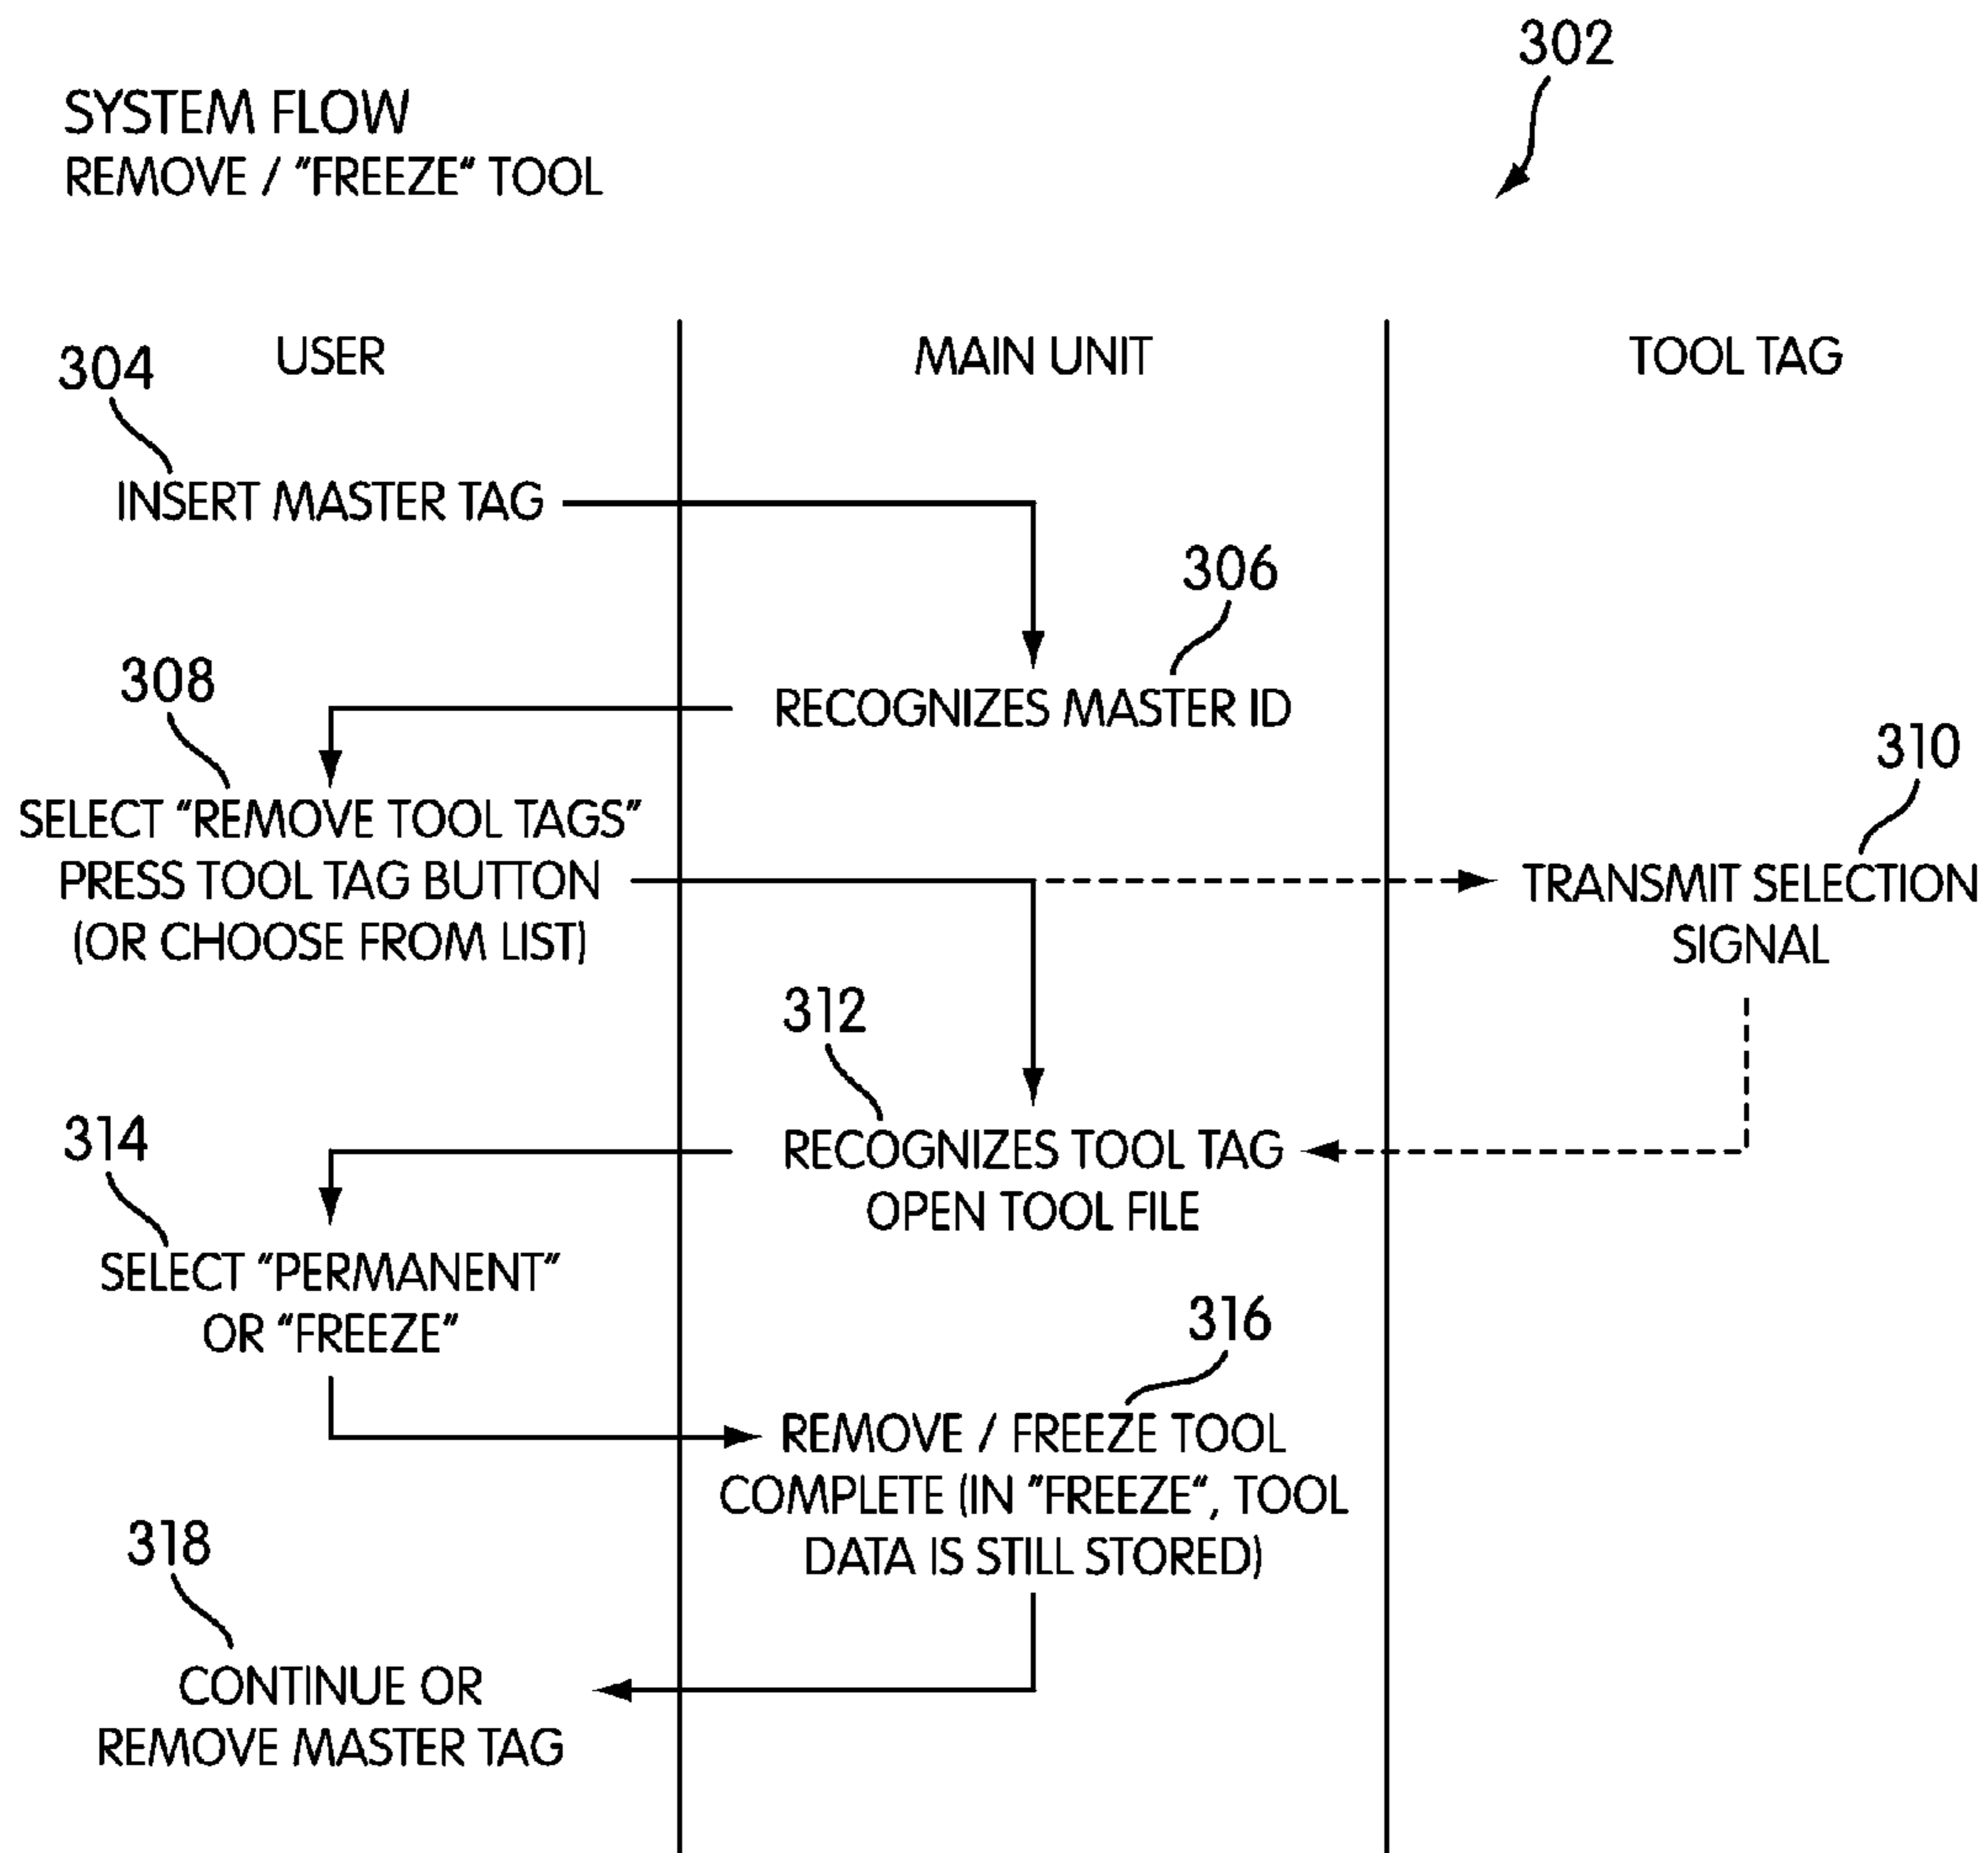 302
SYSTEM FLOW
REMOVE / "FREEZE" TOOL
USER
MAIN UNIT
TOOL TAG
304
INSERT MASTER TAG
306
RECOGNIZES MASTER ID
308
SELECT "REMOVE TOOL TAGS"
PRESS TOOL TAG BUTTON
(OR CHOOSE FROM LIST)
310
TRANSMIT SELECTION
SIGNAL
312
RECOGNIZES TOOL TAG
OPEN TOOL FILE
314
SELECT "PERMANENT"
OR "FREEZE"
316
REMOVE / FREEZE TOOL
COMPLETE (IN "FREEZE", TOOL
DATA IS STILL STORED)
318
CONTINUE OR
REMOVE MASTER TAG